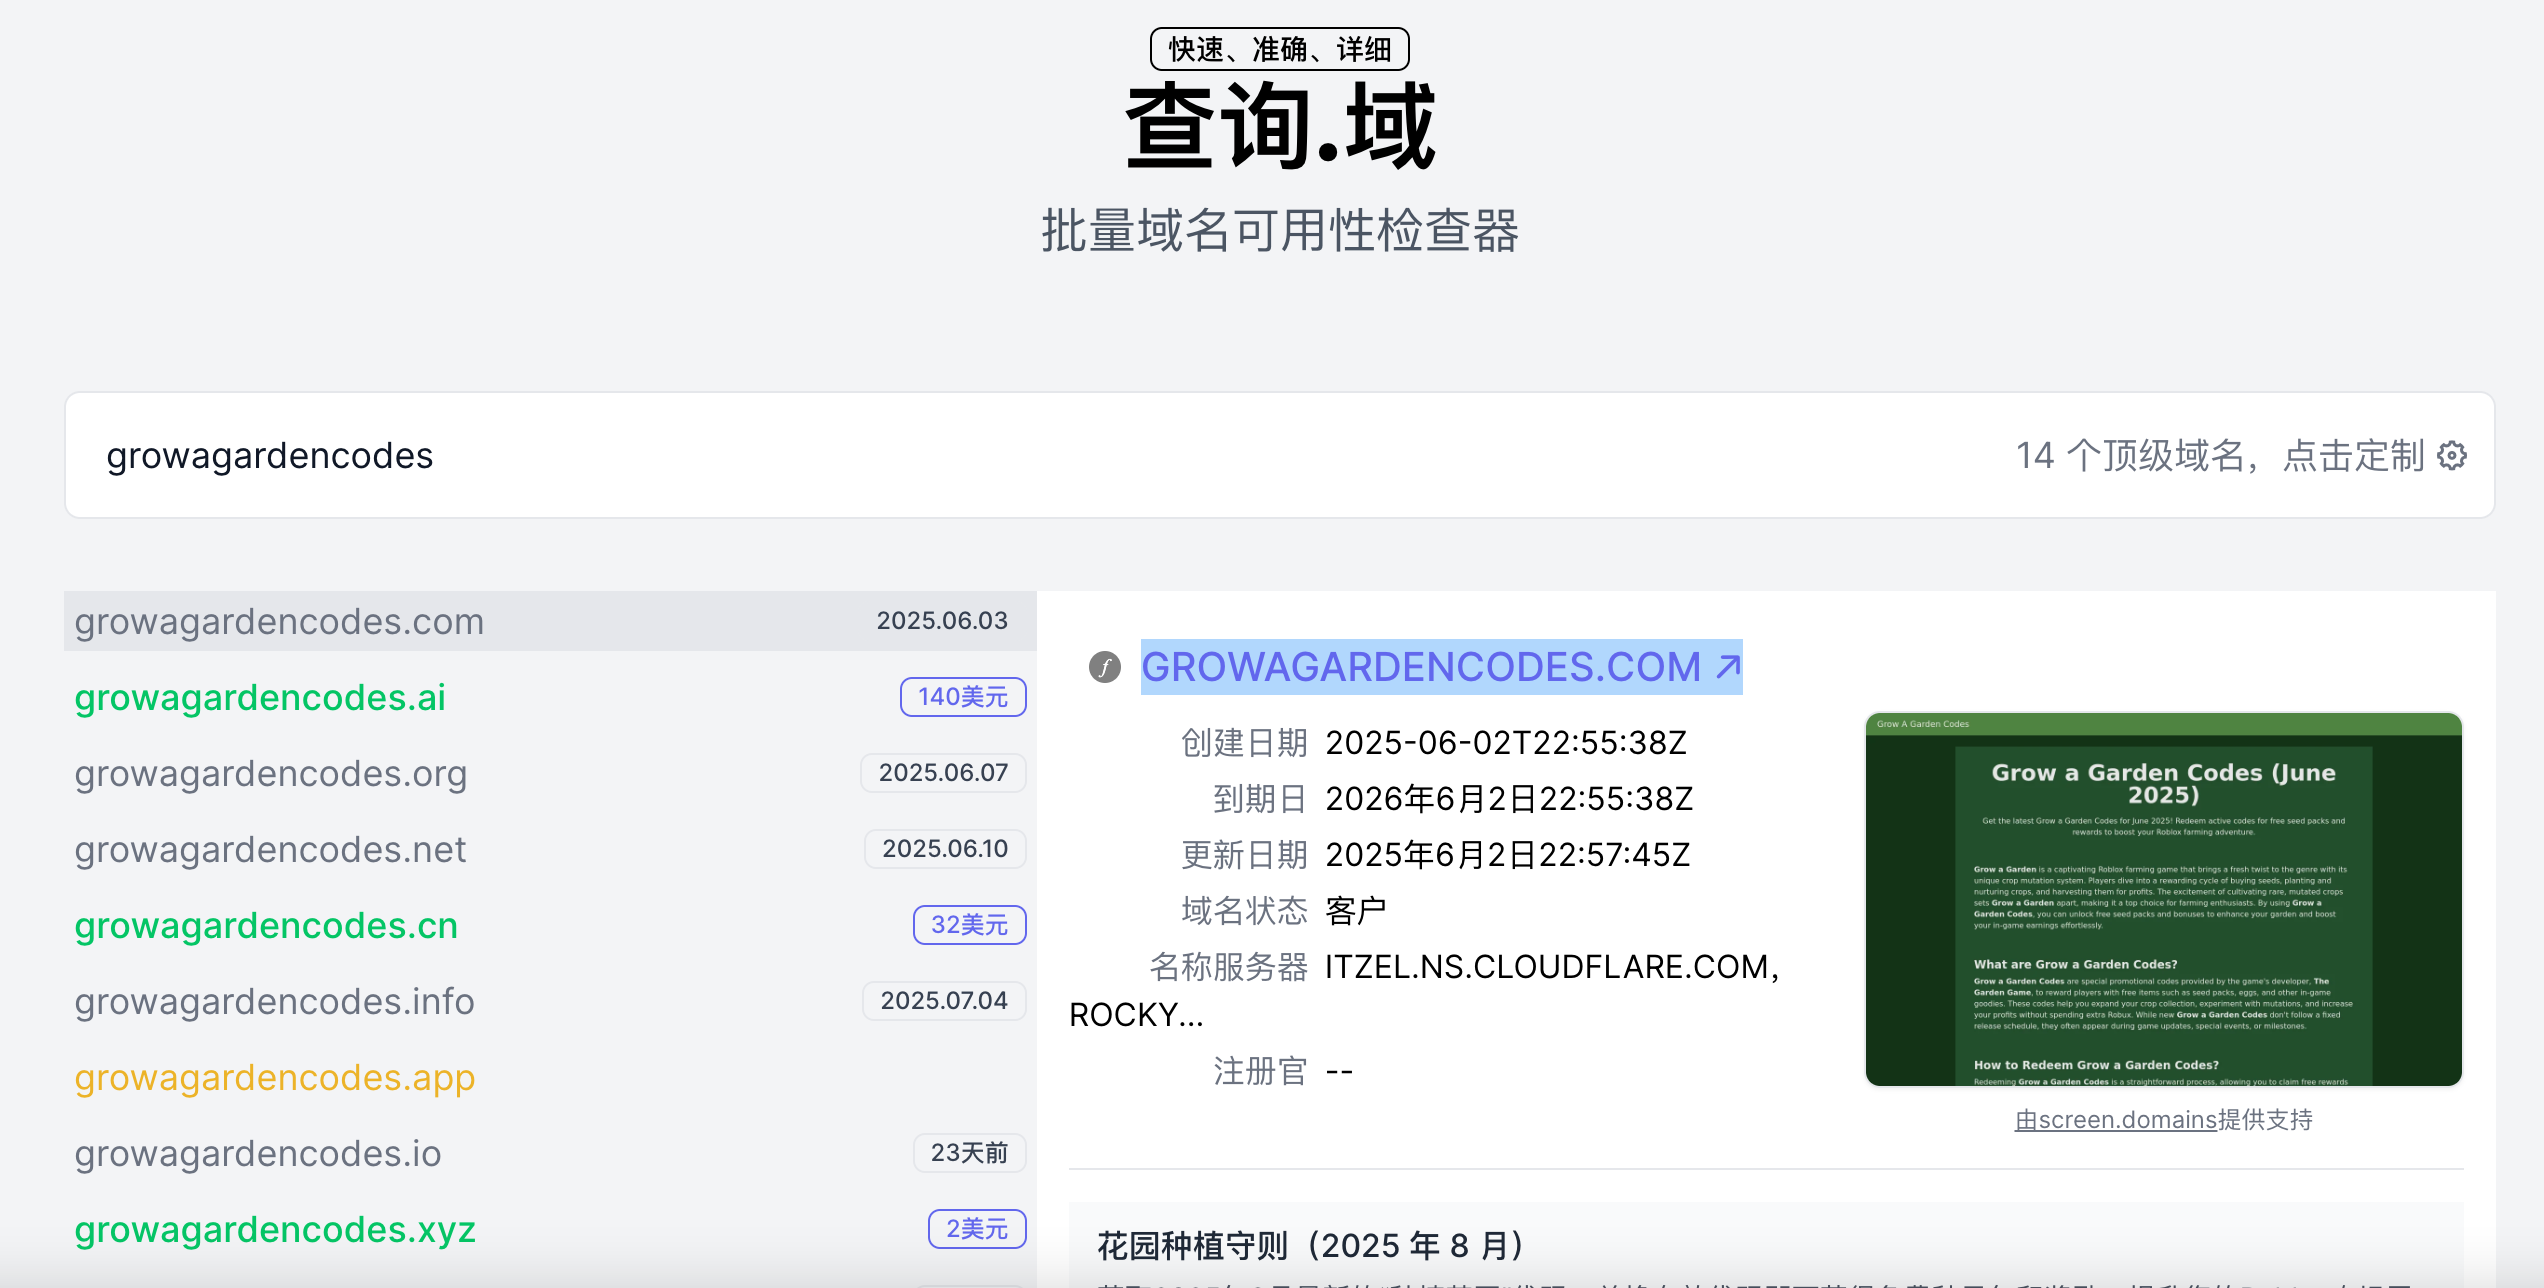 快速、准确、详细
查询.域
批量域名可用性检查器
growagardencodes
14 个顶级域名，点击定制
growagardencodes.com 2025.06.03
growagardencodes.ai 140美元
growagardencodes.org 2025.06.07
growagardencodes.net 2025.06.10
growagardencodes.cn 32美元
growagardencodes.info 2025.07.04
growagardencodes.app
growagardencodes.io 23天前
growagardencodes.xyz 2美元
GROWAGARDENCODES.COM ↗
创建日期 2025-06-02T22:55:38Z
到期日 2026年6月2日22:55:38Z
更新日期 2025年6月2日22:57:45Z
域名状态 客户
名称服务器 ITZEL.NS.CLOUDFLARE.COM,
ROCKY...
注册官 --
Grow A Garden Codes
Grow a Garden Codes (June
2025)
Get the latest Grow a Garden Codes for June 2025! Redeem active codes for free seed packs and
rewards to boost your Roblox farming adventure.
Grow a Garden is a captivating Roblox farming game that brings a fresh twist to the genre with its
unique crop mutation system. Players dive into a rewarding cycle of buying seeds, planting and
nurturing crops, and harvesting them for profits. The excitement of cultivating rare, mutated crops
sets Grow a Garden apart, making it a top choice for farming enthusiasts. By using Grow a
Garden Codes, you can unlock free seed packs and bonuses to enhance your garden and boost
your in-game earnings effortlessly.
What are Grow a Garden Codes?
Grow a Garden Codes are special promotional codes provided by the game's developer, The
Garden Game, to reward players with free items such as seed packs, eggs, and other in-game
goodies. These codes help you expand your crop collection, experiment with mutations, and increase
your profits without spending extra Robux. While new Grow a Garden Codes don't follow a fixed
release schedule, they often appear during game updates, special events, or milestones.
How to Redeem Grow a Garden Codes?
Redeeming Grow a Garden Codes is a straightforward process, allowing you to claim free rewards
由screen.domains提供支持
花园种植守则（2025 年 8 月）